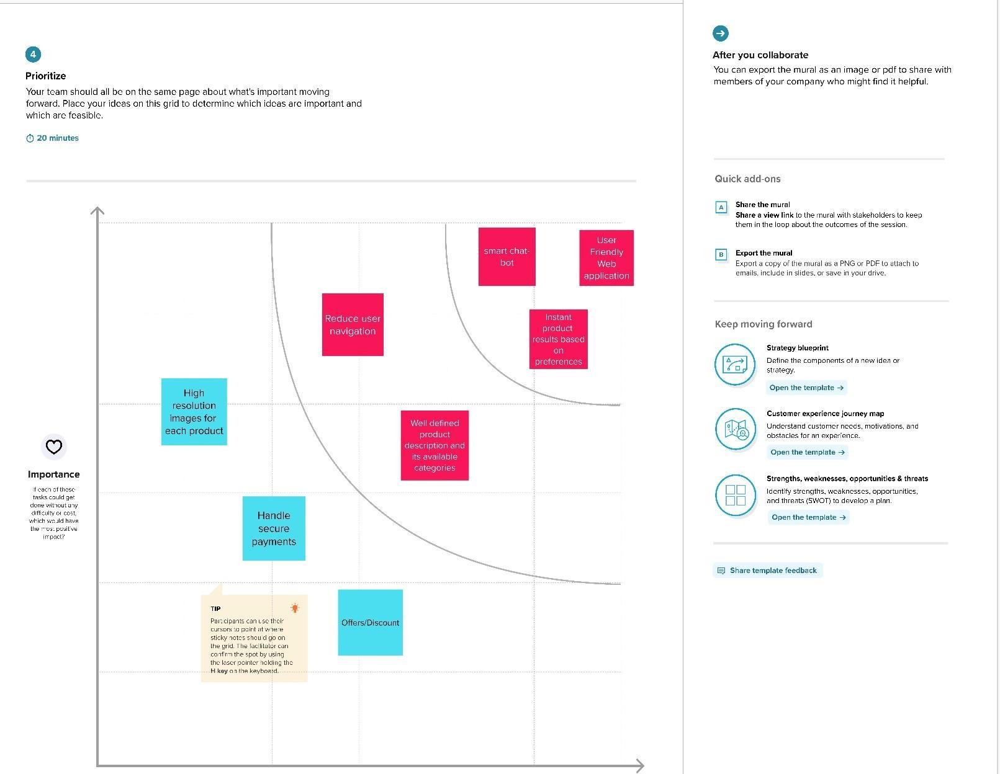 4
Prioritize
Your team should all be on the same page about what's important moving
forward. Place your ideas on this grid to determine which ideas are important and
which are feasible.
20 minutes
smart chat-
bot
User
Friendly
Web
application
Reduce user
navigation
Instant
product
results based
on
preferences
High
resolution
images for
each product
Well defined
product
description and
its available
categories
Importance
If each of these
tasks could get
done without any
difficulty or cost,
which would have
the most positive
impact?
Handle
secure
payments
TIP
Participants can use their
cursors to point at where
sticky notes should go on
the grid. The facilitator can
confirm the spot by using
the laser pointer holding the
H key on the keyboard.
Offers/Discount
After you collaborate
You can export the mural as an image or pdf to share with
members of your company who might find it helpful.
Quick add-ons
A
Share the mural
Share a view link to the mural with stakeholders to keep
them in the loop about the outcomes of the session.
B
Export the mural
Export a copy of the mural as a PNG or PDF to attach to
emails, include in slides, or save in your drive.
Keep moving forward
Strategy blueprint
Define the components of a new idea or
strategy.
Open the template →
Customer experience journey map
Understand customer needs, motivations, and
obstacles for an experience.
Open the template →
Strengths, weaknesses, opportunities & threats
Identify strengths, weaknesses, opportunities,
and threats (SWOT) to develop a plan.
Open the template →
Share template feedback